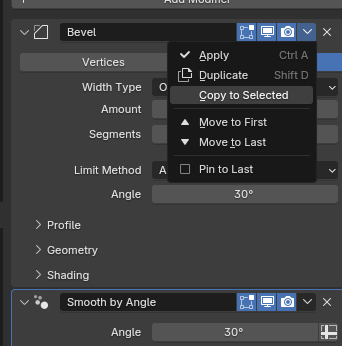 Add Modifier
Bevel
Vertices
Apply Ctrl A
Duplicate Shift D
Copy to Selected
Move to First
Move to Last
Pin to Last
Width Type O
Amount
Segments
Limit Method A
Angle 30°
Profile
Geometry
Shading
Smooth by Angle
Angle 30°